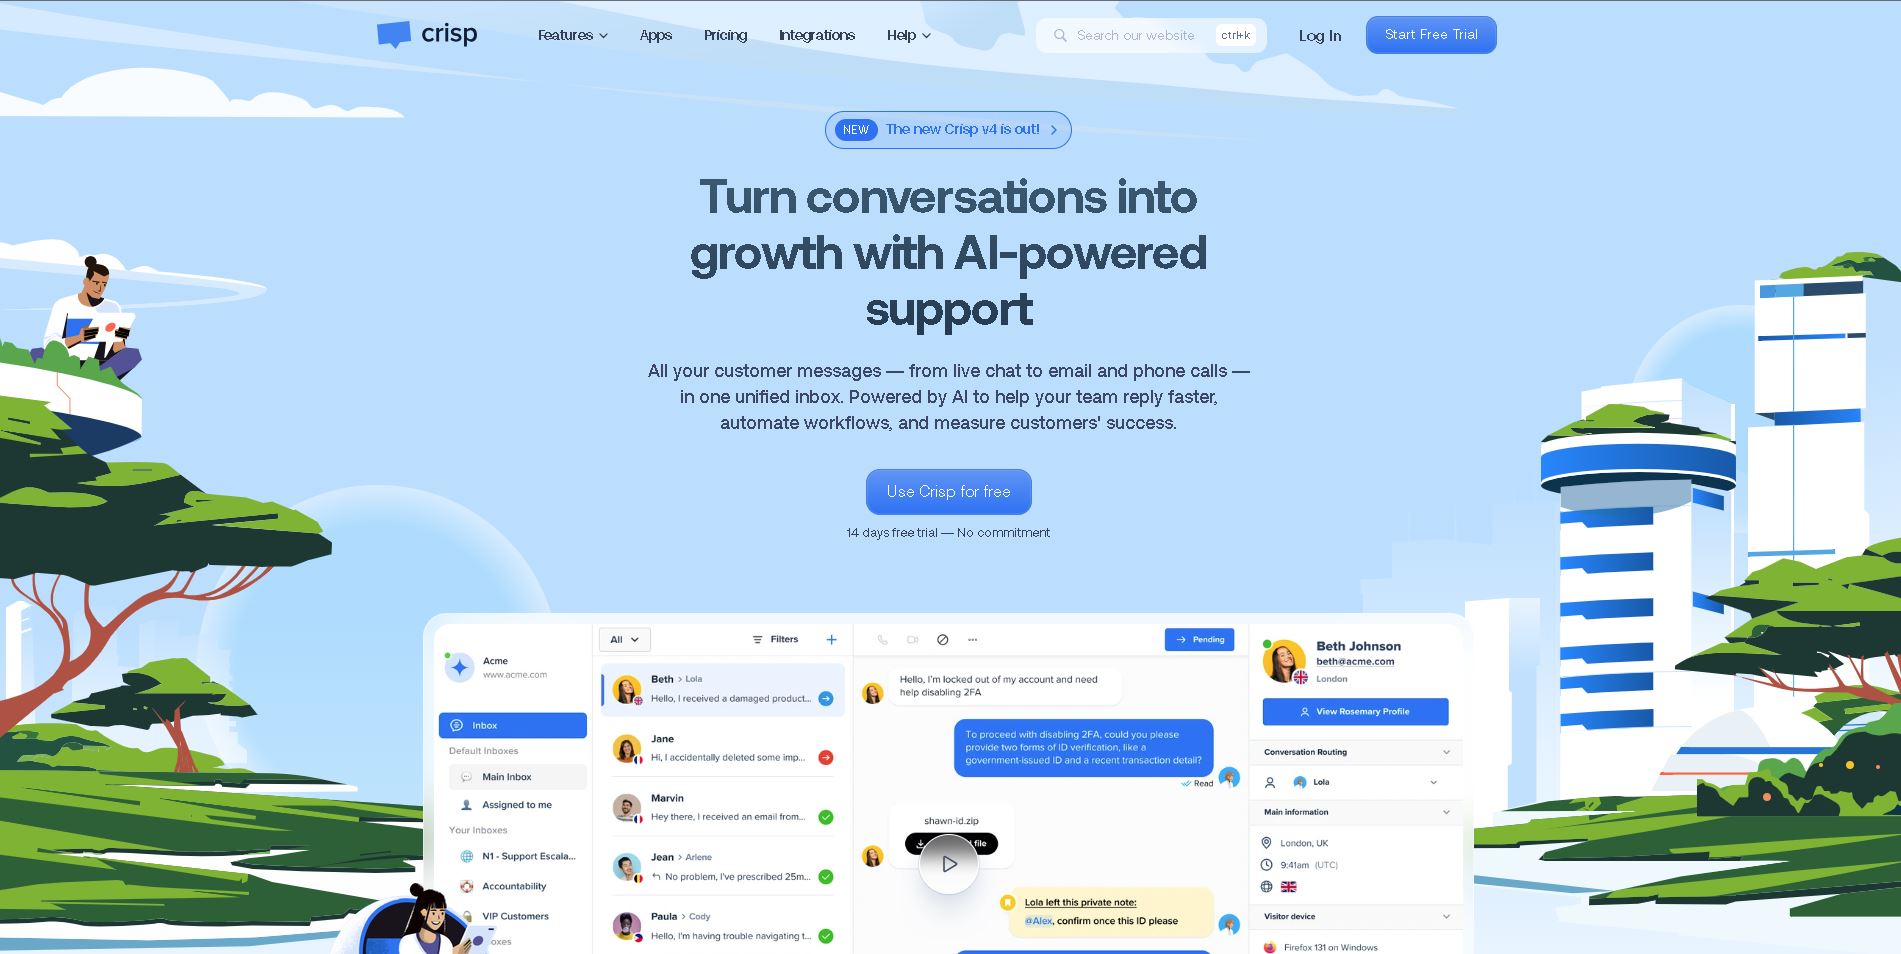 crisp
Features
Apps
Pricing
Integrations
Help
Search our website
ctrl+k
Log In
Start Free Trial
NEW The new Crisp v4 is out!
Turn conversations into
growth with AI-powered
support
All your customer messages — from live chat to email and phone calls —
in one unified inbox. Powered by AI to help your team reply faster,
automate workflows, and measure customers' success.
Use Crisp for free
14 days free trial — No commitment
Acme
www.acme.com
Inbox
Default Inboxes
Main Inbox
Assigned to me
Your Inboxes
N1 - Support Escala...
Accountability
VIP Customers
oxes
All
Filters
Beth > Lola
Hello, I received a damaged product...
Jane
Hi, I accidentally deleted some imp...
Marvin
Hey there, I received an email from...
Jean > Arlene
No problem, I've prescribed 25m...
Paula > Cody
Hello, I'm having trouble navigating t...
Pending
Hello, I'm locked out of my account and need
help disabling 2FA
To proceed with disabling 2FA, could you please
provide two forms of ID verification, like a
government-issued ID and a recent transaction detail?
Read
shawn-id.zip
file
Lola left this private note:
@Alex, confirm once this ID please
Beth Johnson
beth@acme.com
London
View Rosemary Profile
Conversation Routing
Lola
Main information
London, UK
9:41am (UTC)
Visitor device
Firefox 131 on Windows